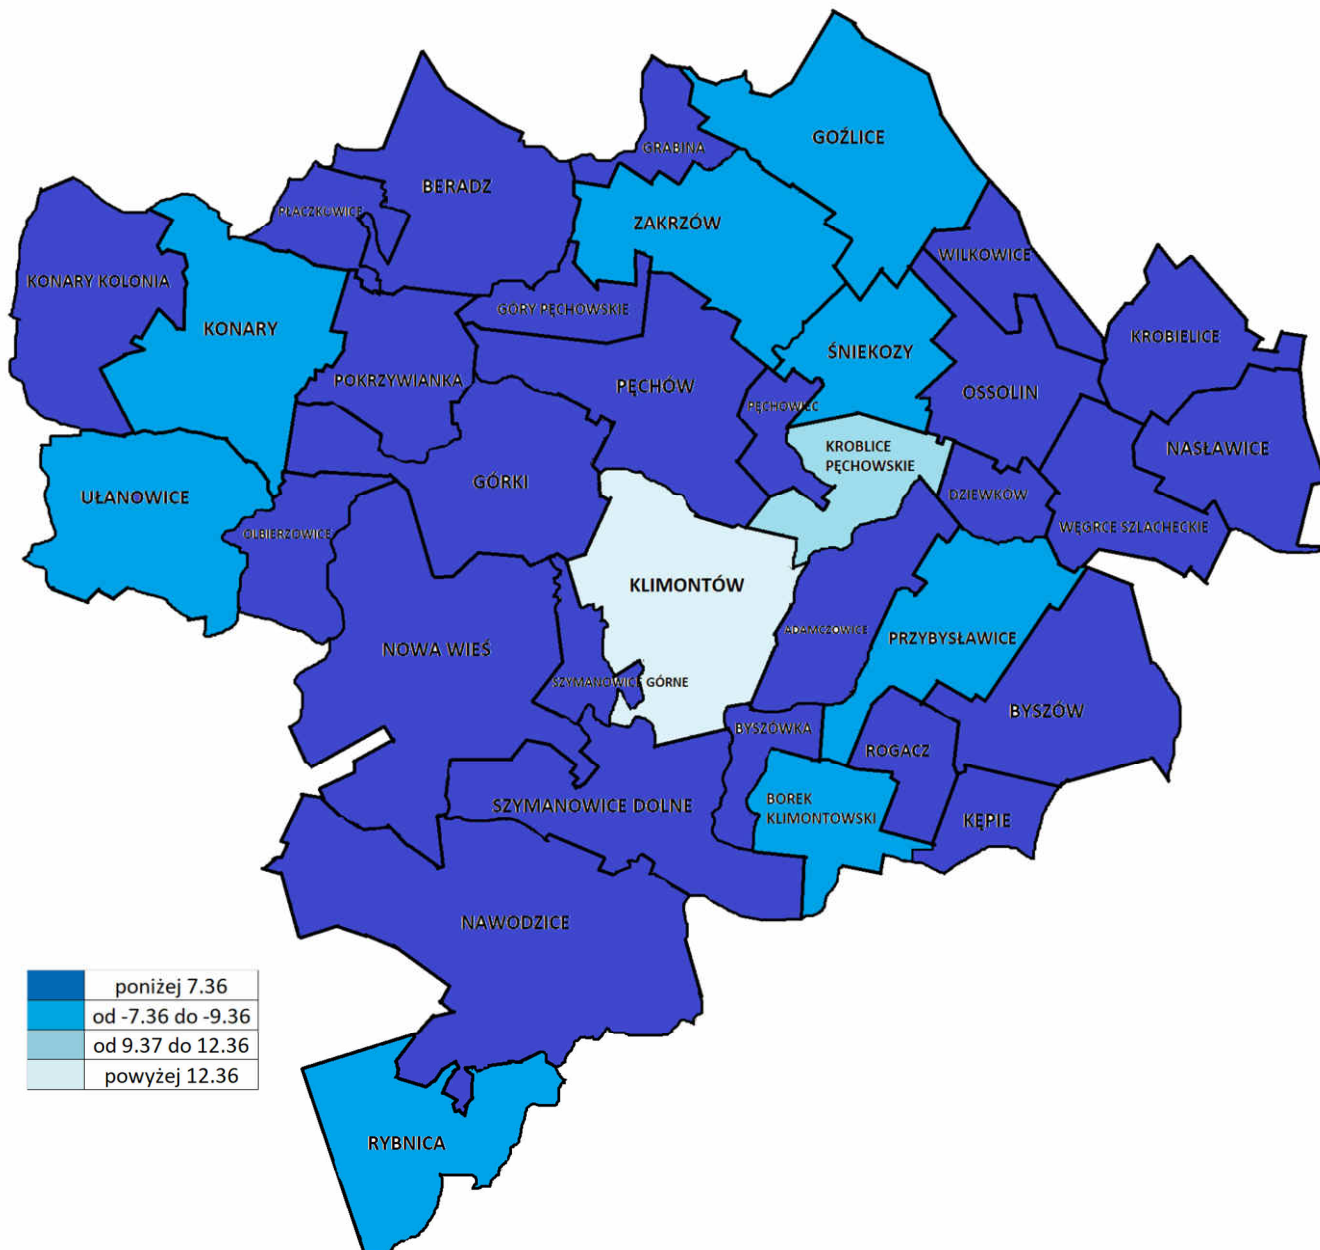 GOŹLICE
GRABINA
BERADZ
PŁACZKOWICE
ZAKRZÓW
WILKOWICE
KONARY KOLONIA
GÓRY PĘCHOWSKIE
KONARY
KROBIELICE
ŚNIEKOZY
POKRZYWIANKA
PĘCHÓW
OSSOLIN
PĘCHOWIEC
KROBLICE
PĘCHOWSKIE
NASŁAWICE
GÓRKI
UŁANOWICE
DZIEWKÓW
OLBIERZOWICE
WĘGRCE SZLACHECKIE
KLIMONTÓW
ADAMCZOWICE
PRZYBYSŁAWICE
NOWA WIEŚ
SZYMANOWICE GÓRNE
BYSZÓW
BYSZÓWKA
ROGACZ
SZYMANOWICE DOLNE
BOREK
KLIMONTOWSKI
KĘPIE
NAWODZICE
poniżej 7.36
od -7.36 do -9.36
od 9.37 do 12.36
powyżej 12.36
RYBNICA